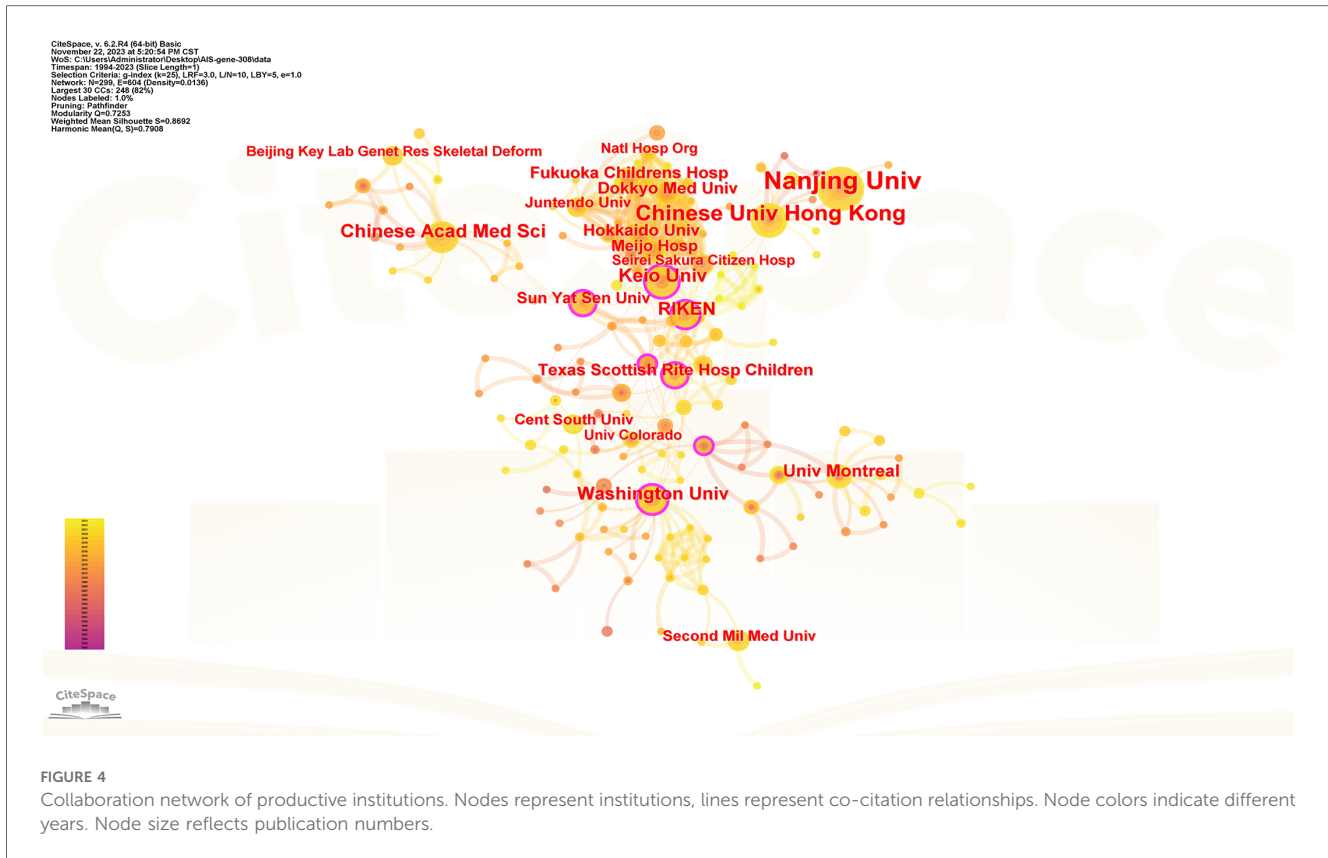 CiteSpace, v. 6.2.R4 (64-bit) Basic
November 22, 2023 at 5:20:54 PM CST
WoS: C:\Users\Administrator\Desktop\AIS-gene-308\data
Timespan: 1994-2023 (Slice Length=1)
Selection Criteria: g-index (k=25), LRF=3.0, L/N=10, LBY=5, e=1.0
Network: N=299, E=604 (Density=0.0136)
Largest 30 CCs: 248 (82%)
Nodes Labeled: 1.0%
Pruning: Pathfinder
Modularity Q=0.7253
Weighted Mean Silhouette S=0.8692
Harmonic Mean(Q, S)=0.7908
Beijing Key Lab Genet Res Skeletal Deform
Natl Hosp Org
Fukuoka Childrens Hosp
Nanjing Univ
Dokkyo Med Univ
Juntendo Univ
Chinese Univ Hong Kong
Chinese Acad Med Sci
Hokkaido Univ
Meijo Hosp
Seirei Sakura Citizen Hosp
Keio Univ
Sun Yat Sen Univ
RIKEN
Texas Scottish Rite Hosp Children
Cent South Univ
Univ Colorado
Univ Montreal
Washington Univ
Second Mil Med Univ
CiteSpace
CiteSpace
FIGURE 4
Collaboration network of productive institutions. Nodes represent institutions, lines represent co-citation relationships. Node colors indicate different
years. Node size reflects publication numbers.